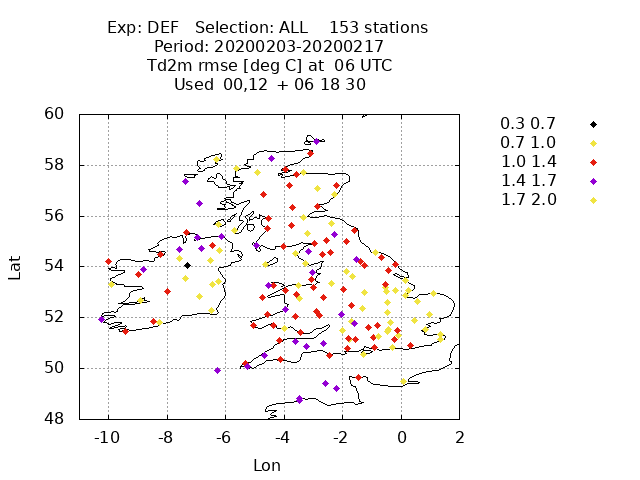 Exp: DEF   Selection: ALL    153 stations
Period: 20200203-20200217
Td2m rmse [deg C] at  06 UTC
Used  00,12  + 06 18 30
0.3 0.7
0.7 1.0
1.0 1.4
1.4 1.7
1.7 2.0
Lat
60
58
56
54
52
50
48
-10 -8 -6 -4 -2 0 2
Lon